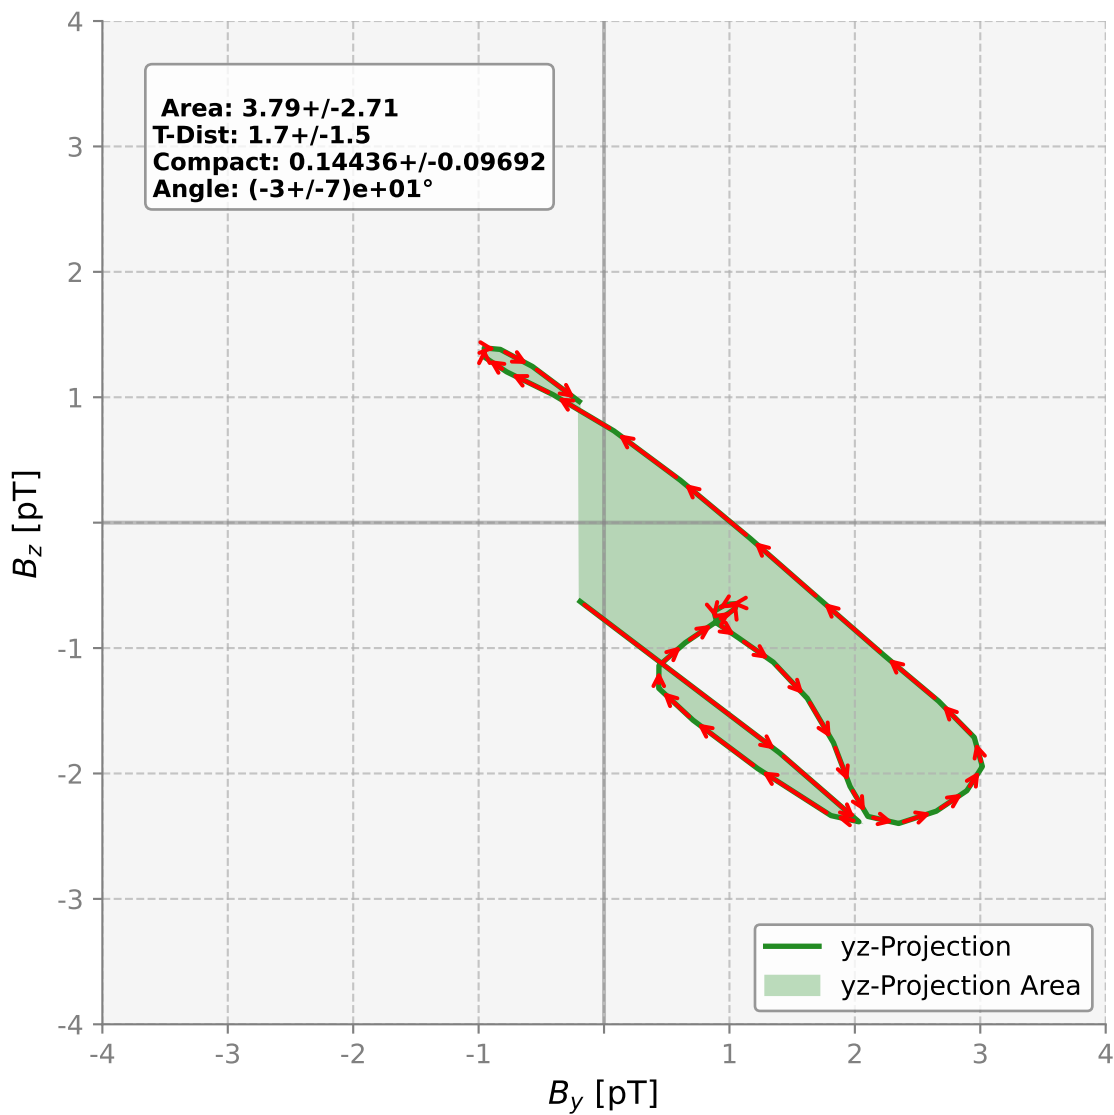 4
3
2
1
-1
-2
-3
-4
-4
-3
-2
-1
1
2
3
4
B_z [pT]
B_y [pT]
Area: 3.79+/-2.71
T-Dist: 1.7+/-1.5
Compact: 0.14436+/-0.09692
Angle: (-3+/-7)e+01°
yz-Projection
yz-Projection Area